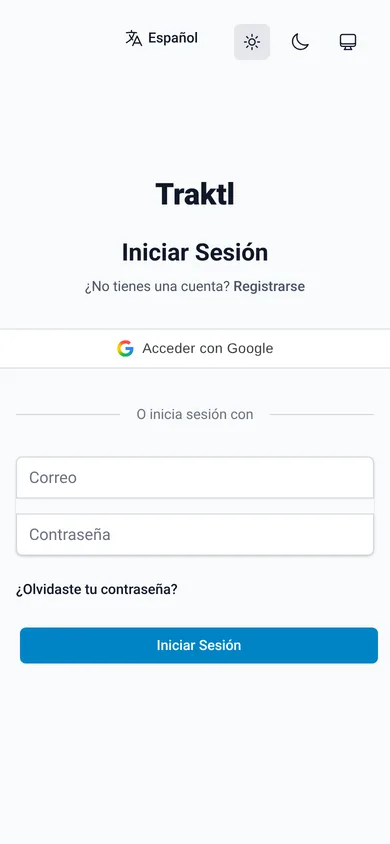 Español
Traktl
Iniciar Sesión
¿No tienes una cuenta? Registrarse
Acceder con Google
O inicia sesión con
Correo
Contraseña
¿Olvidaste tu contraseña?
Iniciar Sesión